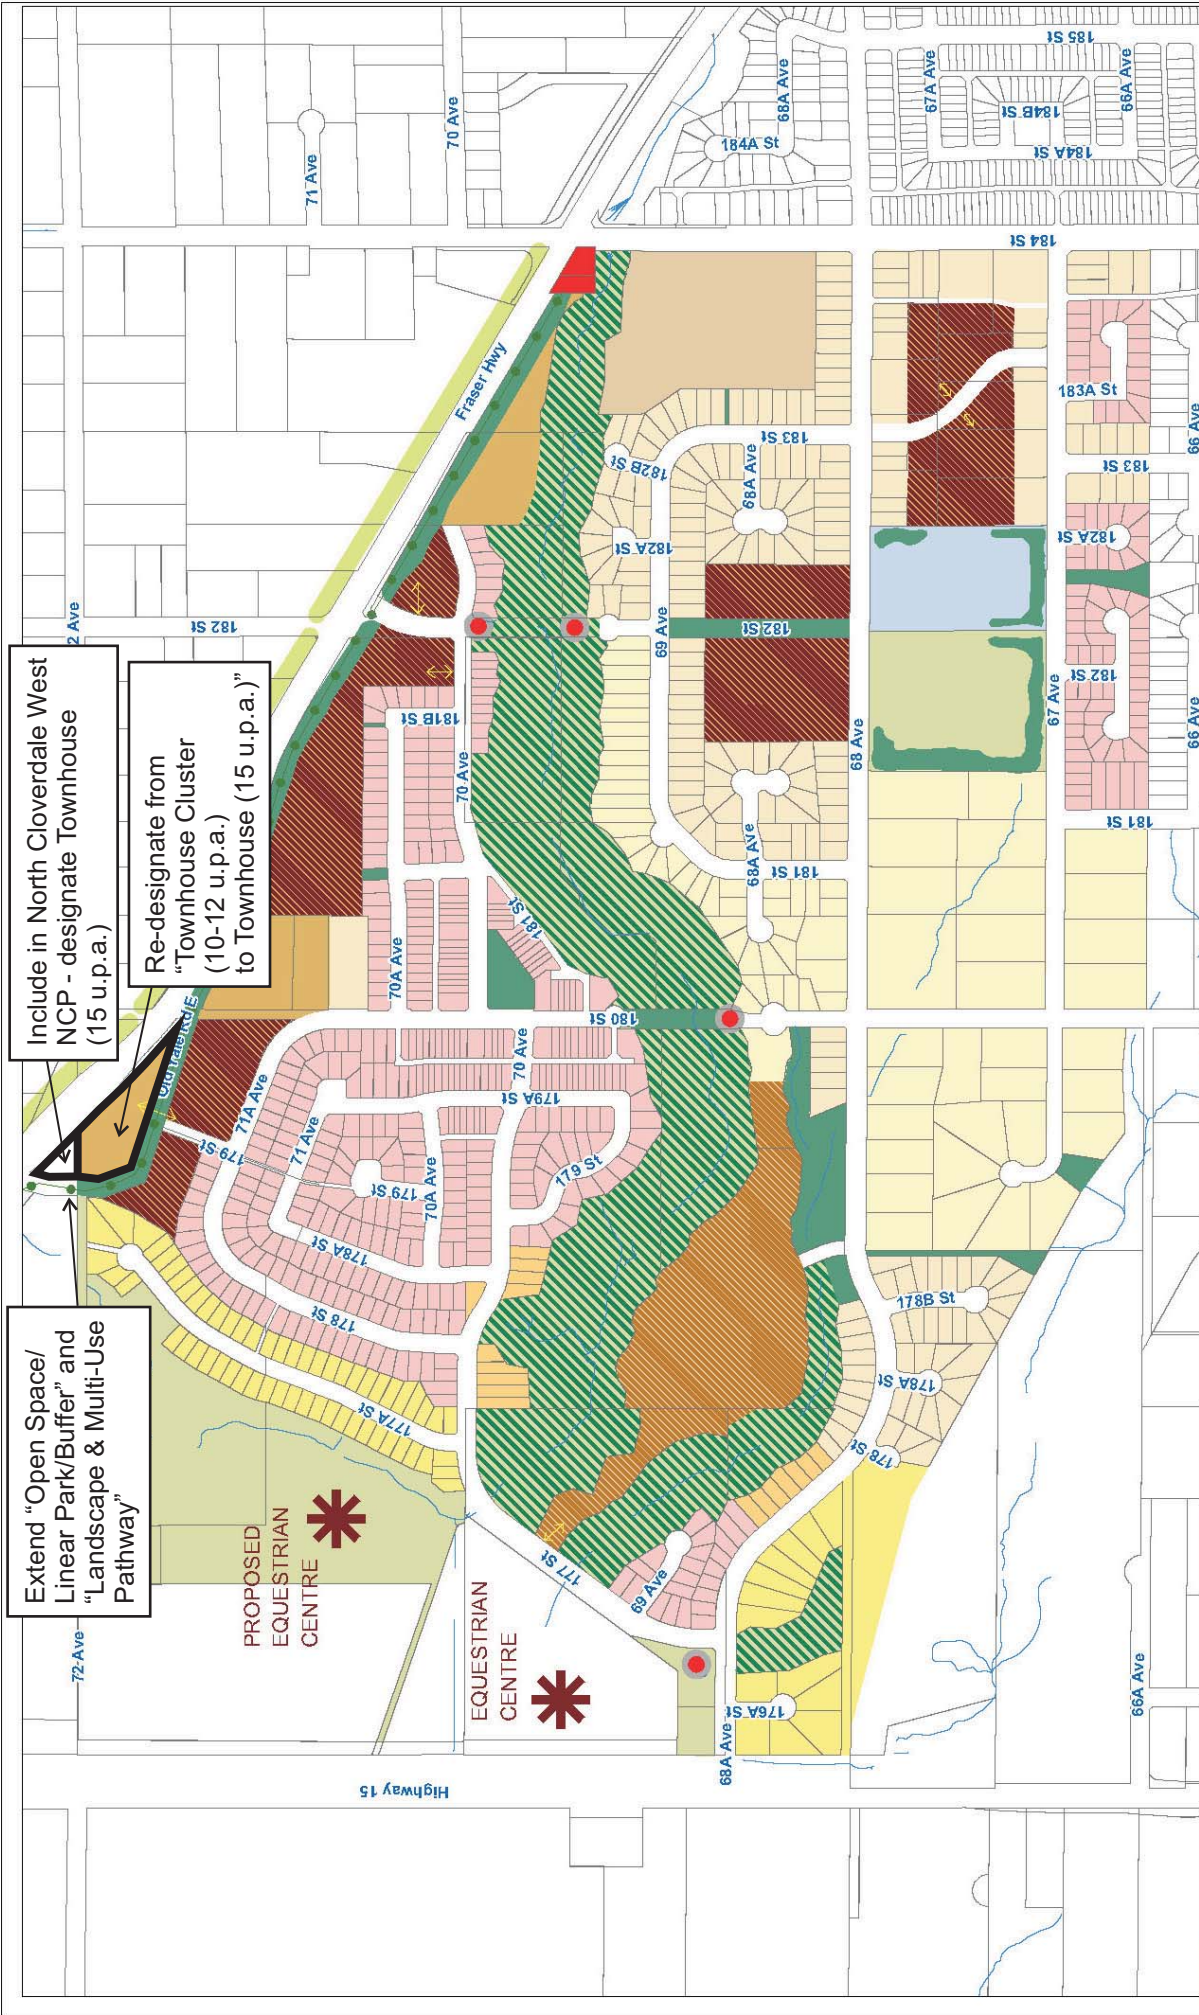 Include in North Cloverdale West
NCP - designate Townhouse
(15 u.p.a.)
Re-designate from
“Townhouse Cluster
(10-12 u.p.a.)
to Townhouse (15 u.p.a.)”
Extend “Open Space/
Linear Park/Buffer” and
“Landscape & Multi-Use
Pathway”
PROPOSED
EQUESTRIAN
CENTRE
EQUESTRIAN
CENTRE
71 Ave
70 Ave
68A Ave
184A St
67A Ave
66A Ave
185 St
184B St
184A St
184 St
2 Ave
182 St
Fraser Hwy
Old Yale Rd E
183 St
182B St
68A Ave
182A St
69 Ave
182 St
68 Ave
183A St
183 St
66 Ave
182A St
182 St
67 Ave
66 Ave
181 St
181B St
70 Ave
70A Ave
181 St
68A Ave
181 St
180 St
71A Ave
179 St
71 Ave
70 Ave
179A St
179 St
70A Ave
179 St
178A St
178 St
177A St
72 Ave
177 St
69 Ave
178B St
178A St
178 St
176A St
68A Ave
66A Ave
Highway 15